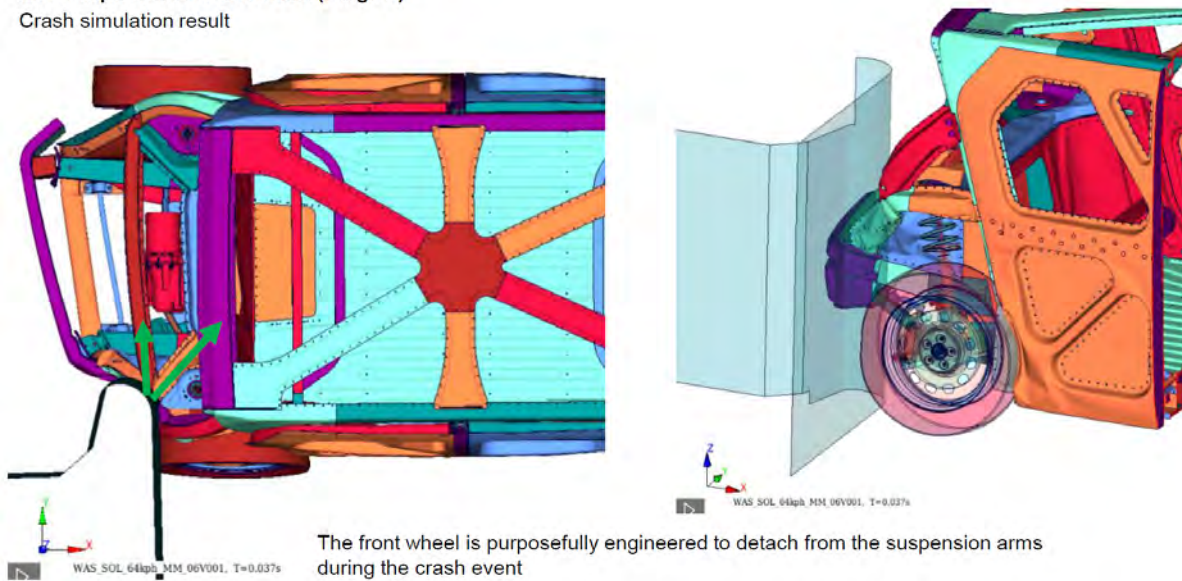 Crash simulation result
Z
Y
X
WAS_SOL_64kph_MM_06V001, T=0.037s
Y
Z
X
WAS_SOL_64kph_MM_06V001, T=0.037s
The front wheel is purposefully engineered to detach from the suspension arms
during the crash event